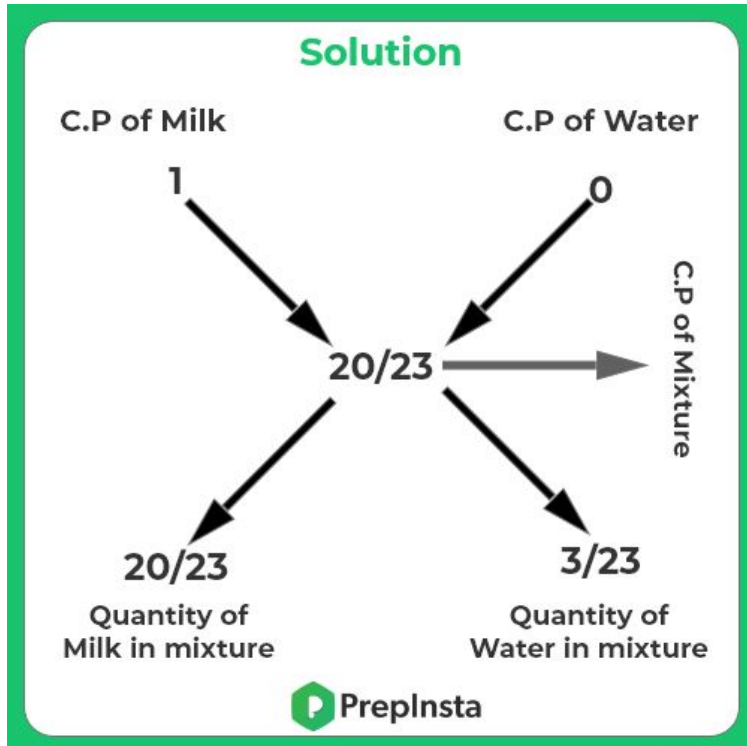 Solution
C.P of Milk
C.P of Water
1
0
20/23
C.P of Mixture
20/23
3/23
Quantity of
Milk in mixture
Quantity of
Water in mixture
PrepInsta